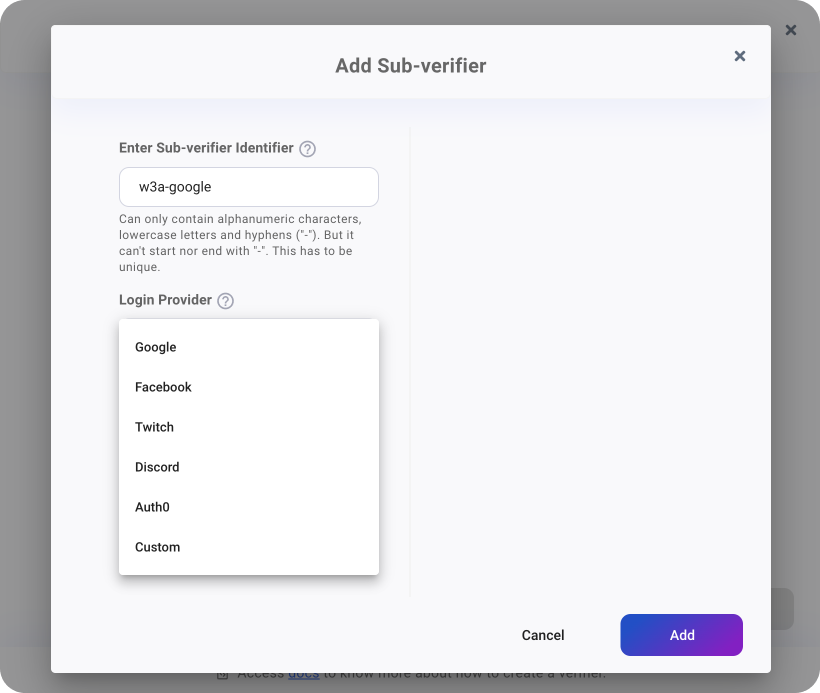 Add Sub-verifier
Enter Sub-verifier Identifier ?
w3a-google
Can only contain alphanumeric characters,
lowercase letters and hyphens ("-"). But it
can't start nor end with "-". This has to be
unique.
Login Provider ?
Google
Facebook
Twitch
Discord
Auth0
Custom
Cancel
Add
Access docs to know more about how to create a verifier.